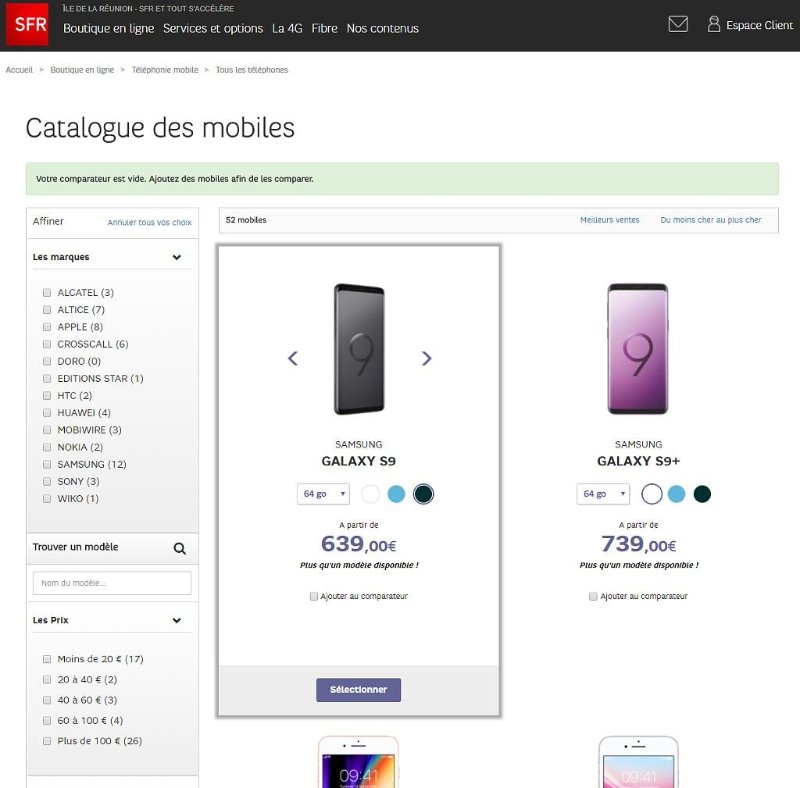 SFR
ÎLE DE LA RÉUNION - SFR ET TOUT S'ACCÉLÈRE
Boutique en ligne Services et options La 4G Fibre Nos contenus
Espace Client
Accueil > Boutique en ligne > Téléphonie mobile > Tous les téléphones
Catalogue des mobiles
Votre comparateur est vide. Ajoutez des mobiles afin de les comparer.
Affiner Annuler tous vos choix
52 mobiles Meilleurs ventes Du moins cher au plus cher
Les marques
ALCATEL (3)
ALTICE (7)
APPLE (8)
CROSSCALL (6)
DORO (0)
EDITIONS STAR (1)
HTC (2)
HUAWEI (4)
MOBIWIRE (3)
NOKIA (2)
SAMSUNG (12)
SONY (3)
WIKO (1)
Trouver un modèle
Nom du modèle...
Les Prix
Moins de 20 € (17)
20 à 40 € (2)
40 à 60 € (3)
60 à 100 € (4)
Plus de 100 € (26)
9
SAMSUNG
GALAXY S9
64 go
A partir de
639,00€
Plus qu'un modèle disponible !
Ajouter au comparateur
Sélectionner
9
SAMSUNG
GALAXY S9+
64 go
A partir de
739,00€
Plus qu'un modèle disponible !
Ajouter au comparateur
09:41
09:41